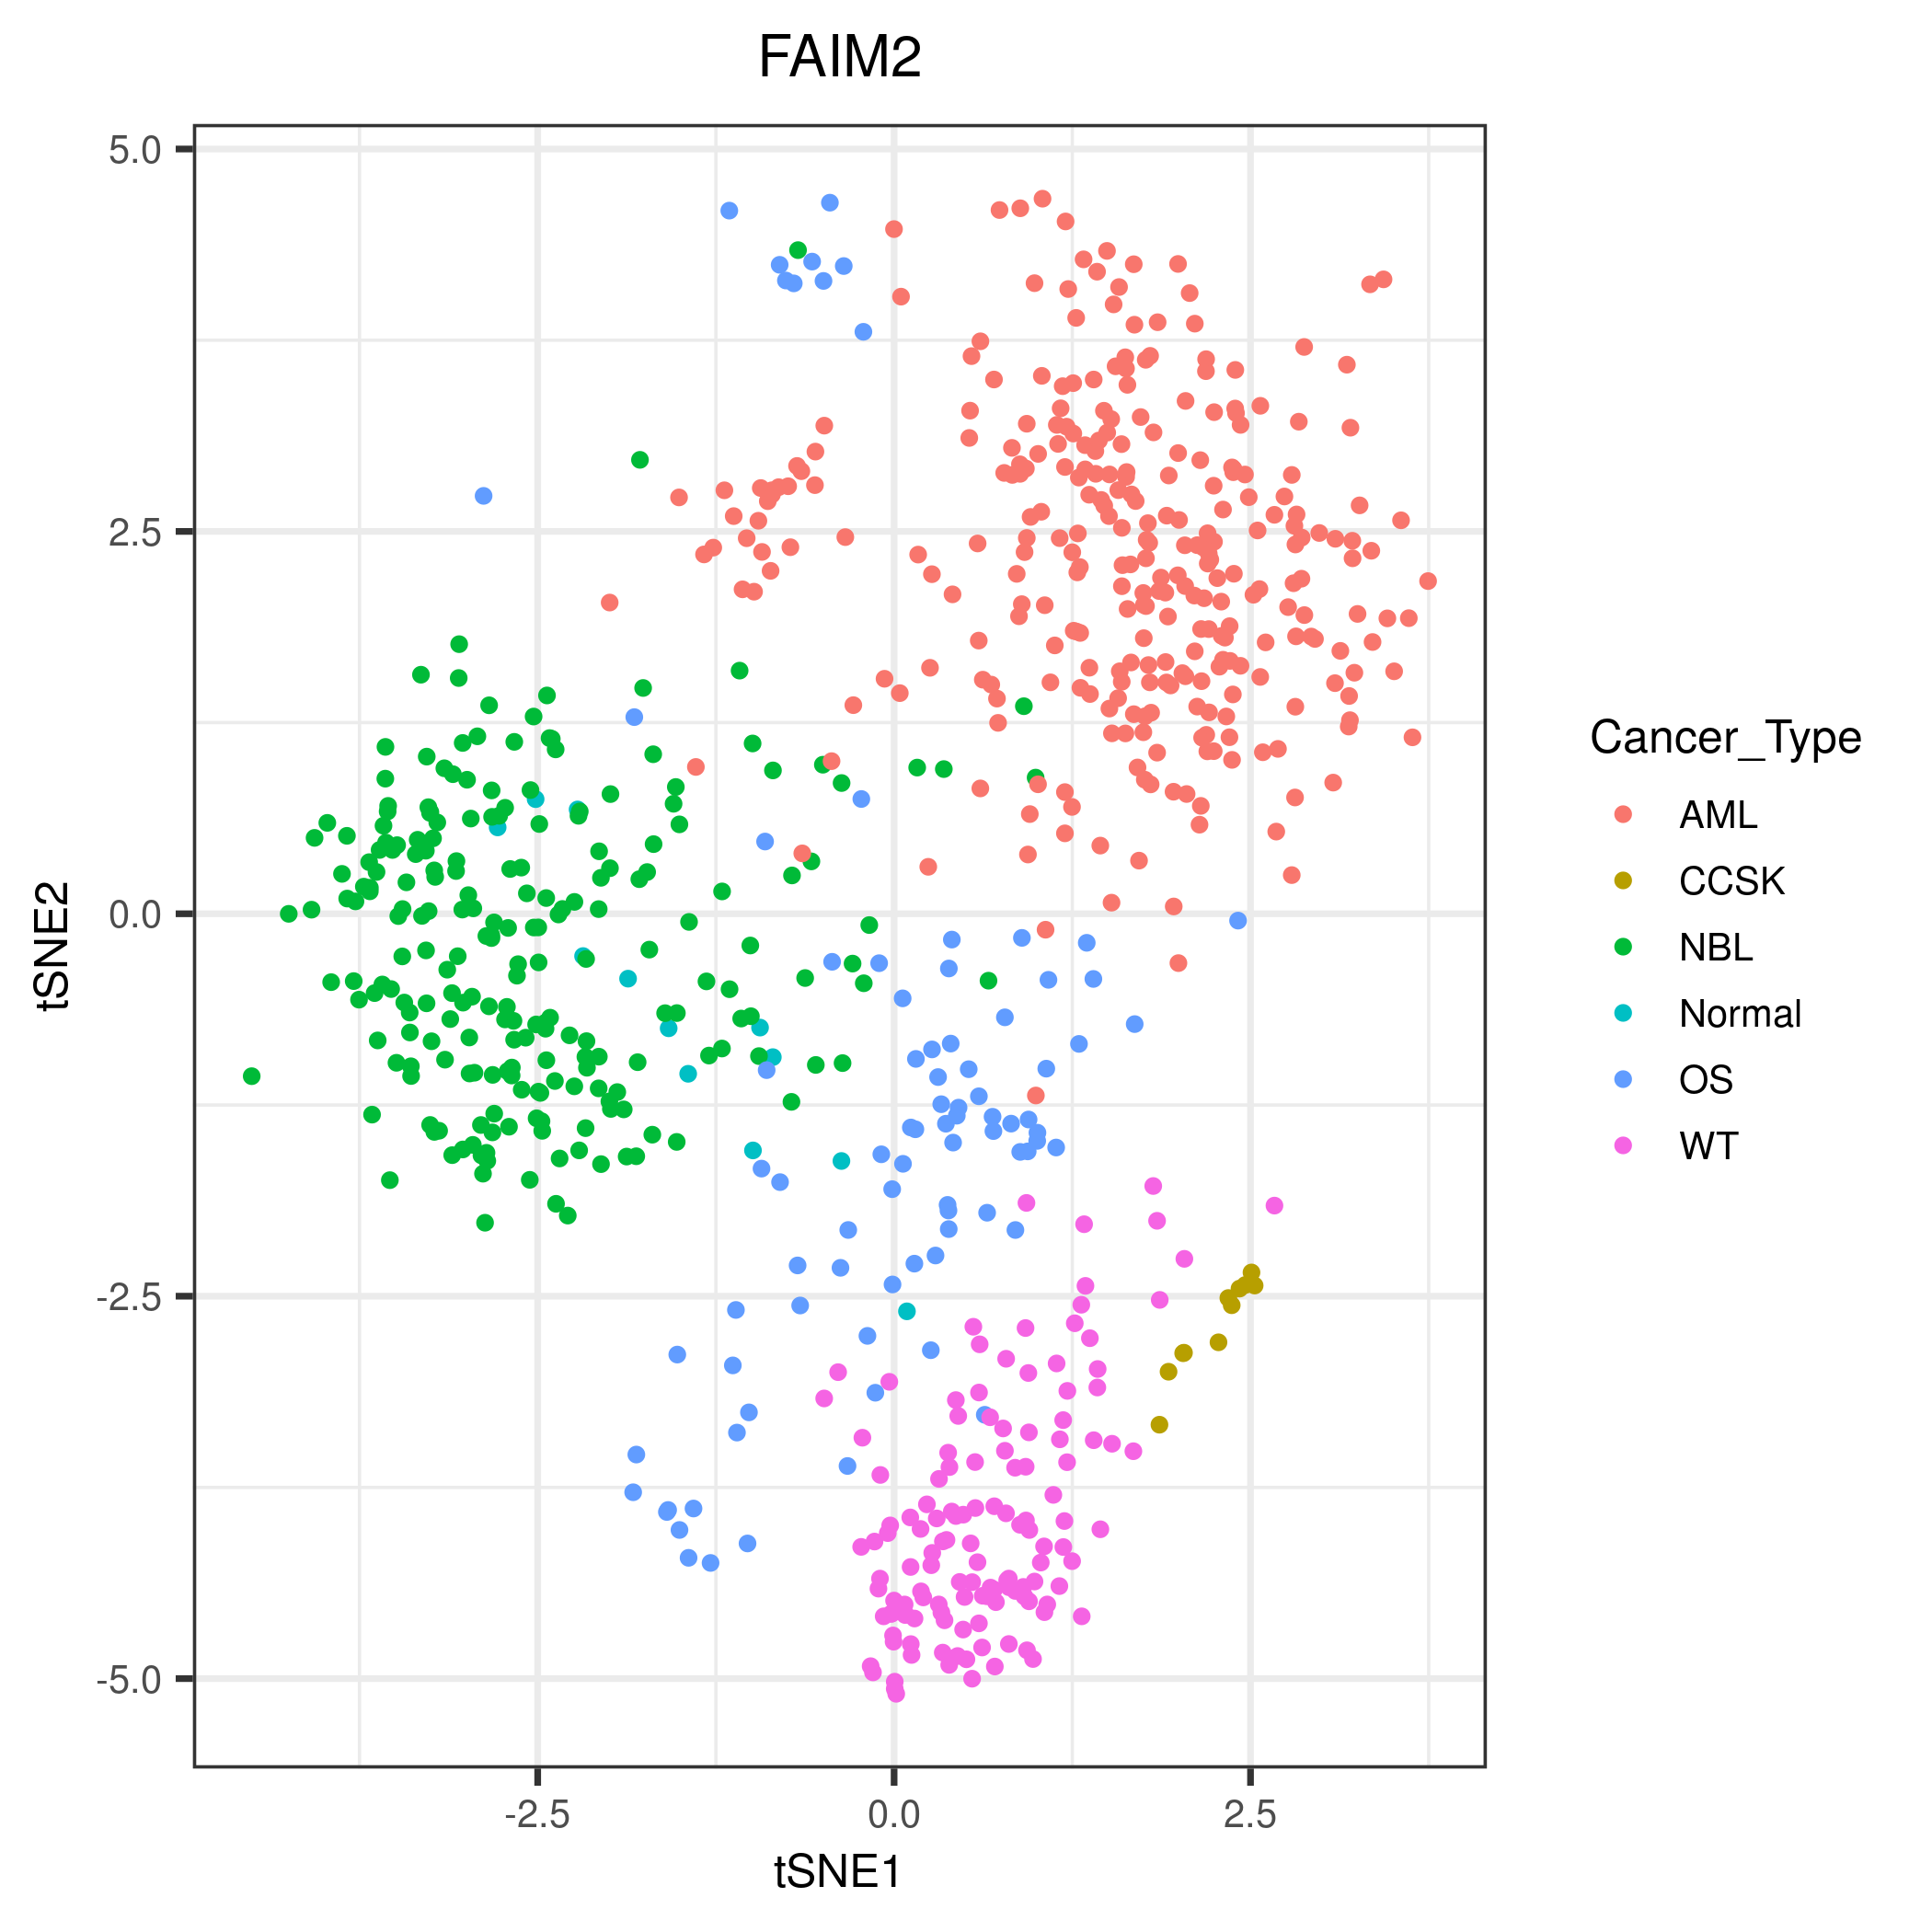 FAIM2
5.0
2.5
0.0
-2.5
-5.0
tSNE2
-2.5
0.0
2.5
tSNE1
Cancer_Type
AML
CCSK
NBL
Normal
OS
WT